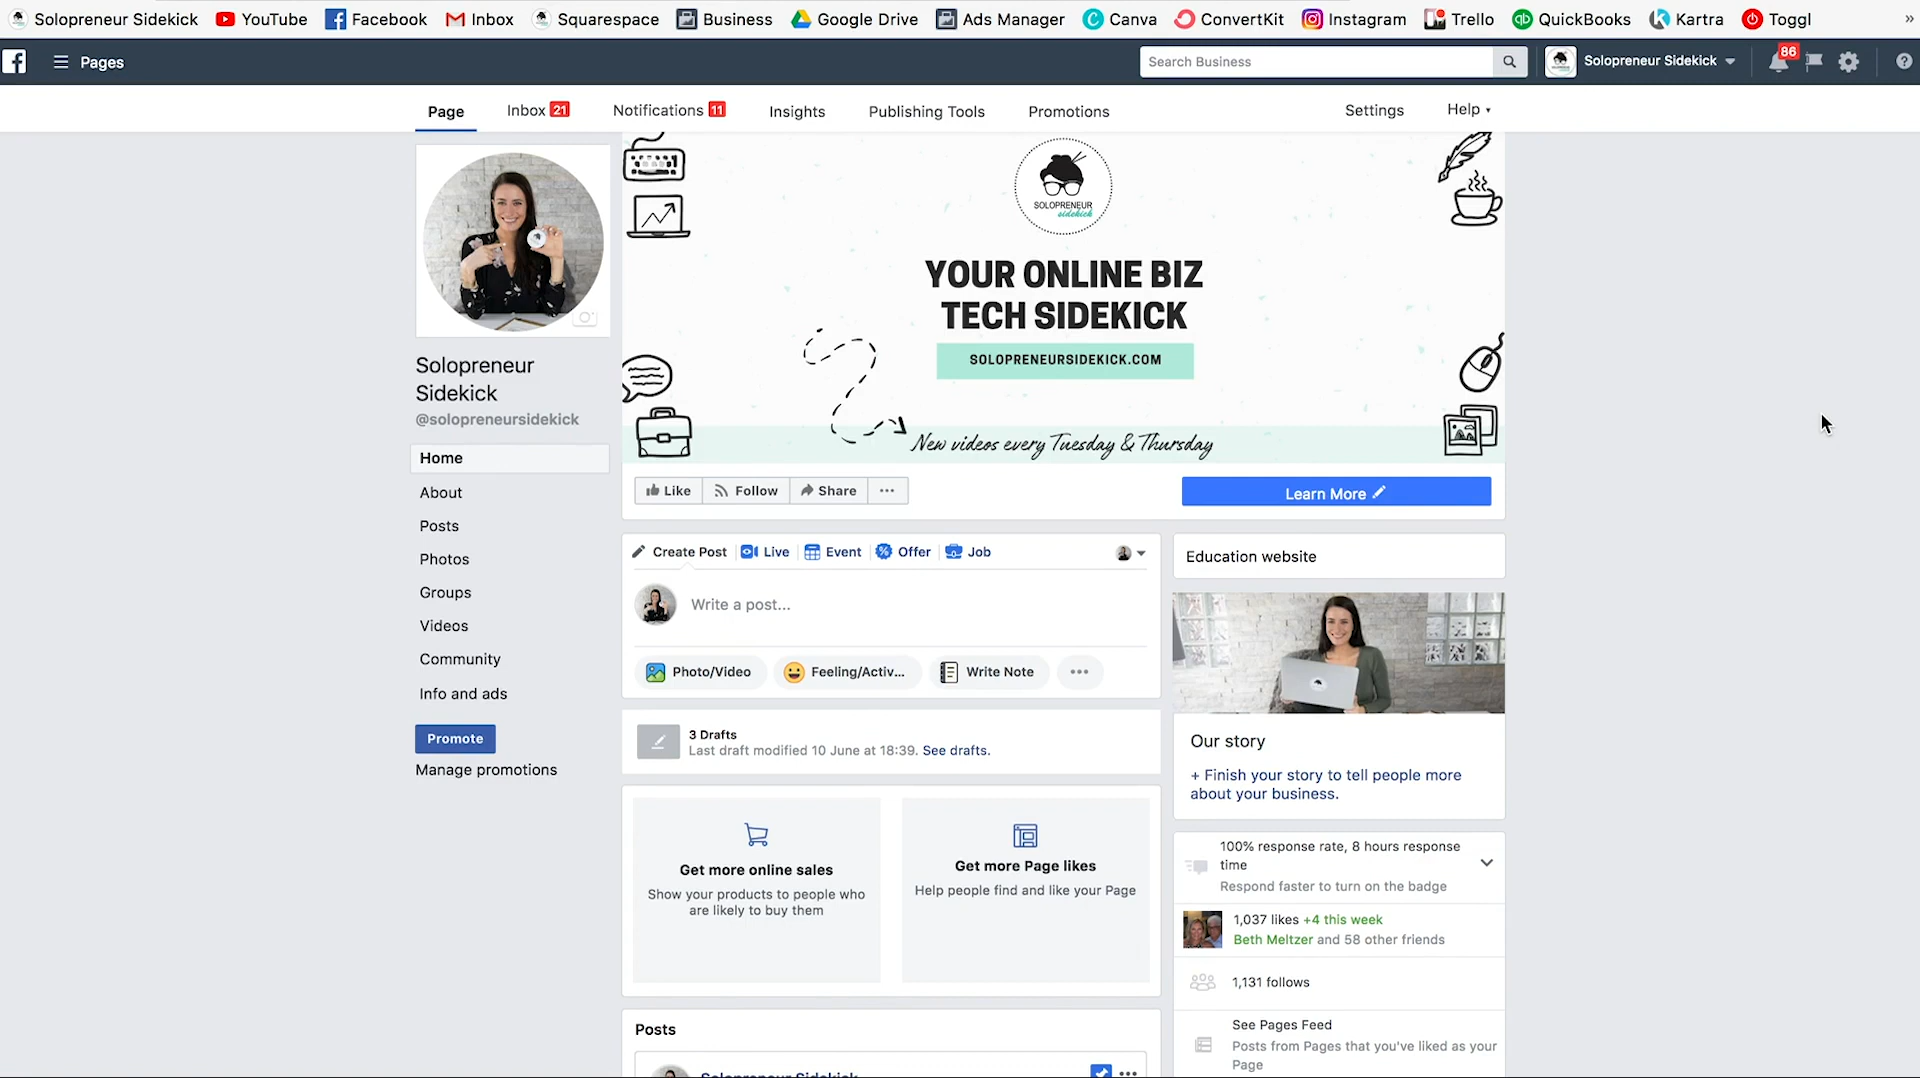 Solopreneur Sidekick YouTube Facebook Inbox Squarespace Business Google Drive Ads Manager Canva ConvertKit Instagram Trello QuickBooks Kartra Toggl »
Pages Search Business Solopreneur Sidekick 86
Page Inbox 21 Notifications 11 Insights Publishing Tools Promotions Settings Help
SOLOPRENEUR
sidekick
YOUR ONLINE BIZ
TECH SIDEKICK
SOLOPRENEURSIDEKICK.COM
New videos every Tuesday & Thursday
Solopreneur
Sidekick
@solopreneursidekick
Home
About
Posts
Photos
Groups
Videos
Community
Info and ads
Promote
Manage promotions
Like Follow Share ... Learn More
Create Post Live Event Offer Job
Write a post...
Photo/Video Feeling/Activ... Write Note ...
3 Drafts
Last draft modified 10 June at 18:39. See drafts.
Get more online sales
Show your products to people who
are likely to buy them
Get more Page likes
Help people find and like your Page
Posts
Solopreneur Sidekick
Education website
Our story
+ Finish your story to tell people more
about your business.
100% response rate, 8 hours response
time
Respond faster to turn on the badge
1,037 likes +4 this week
Beth Meltzer and 58 other friends
1,131 follows
See Pages Feed
Posts from Pages that you've liked as your
Page